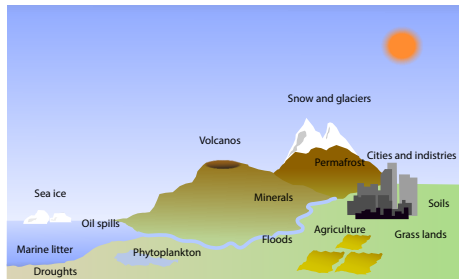 Snow and glaciers
Volcanos
Permafrost
Cities and indistries
Sea ice
Minerals
Soils
Oil spills
Agriculture
Grass lands
Floods
Marine litter
Phytoplankton
Droughts